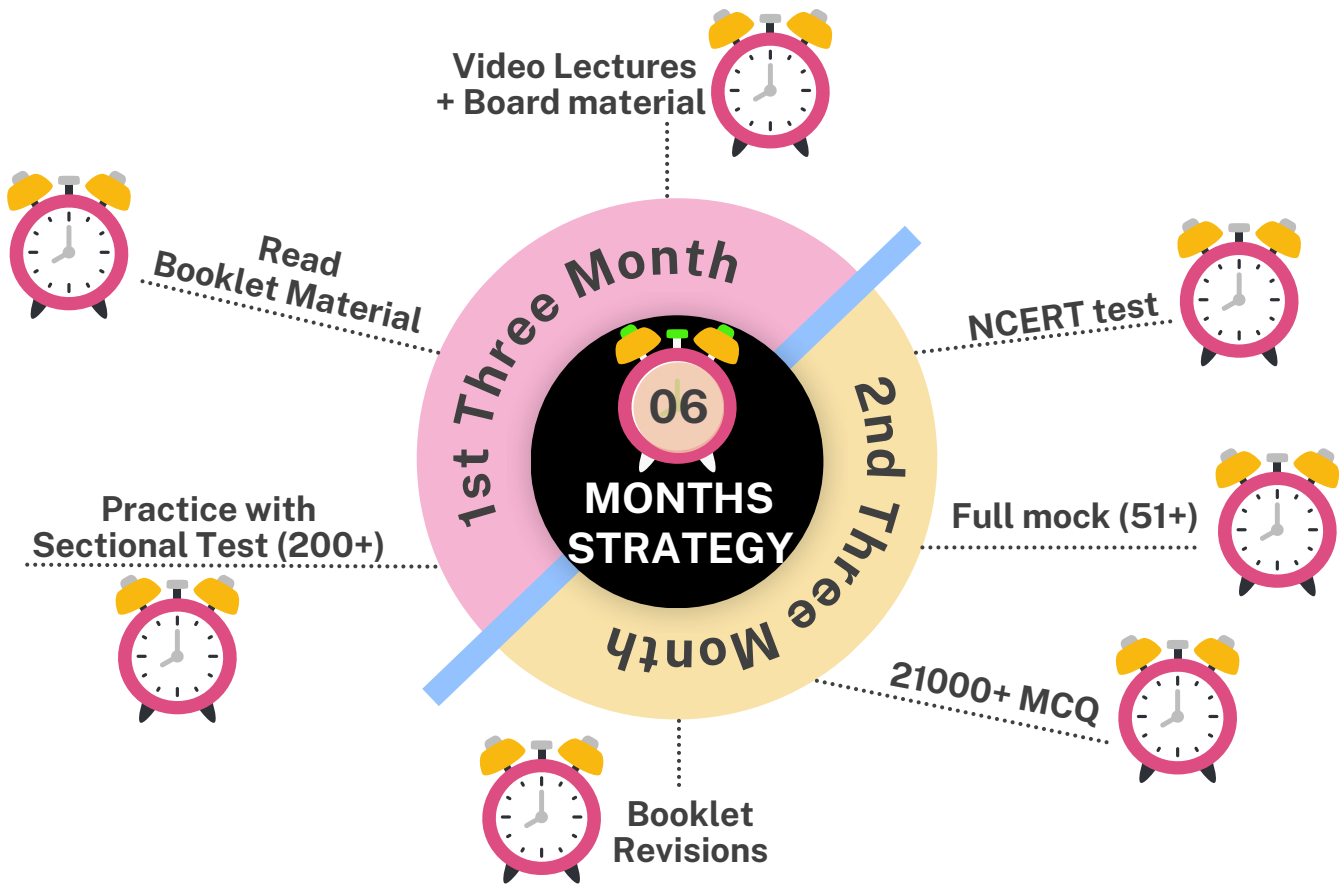 Video Lectures
+ Board material
Read
Booklet Material
Practice with
Sectional Test (200+)
1st Three Month
06
MONTHS
STRATEGY
2nd Three Month
NCERT test
Full mock (51+)
21000+ MCQ
Booklet
Revisions